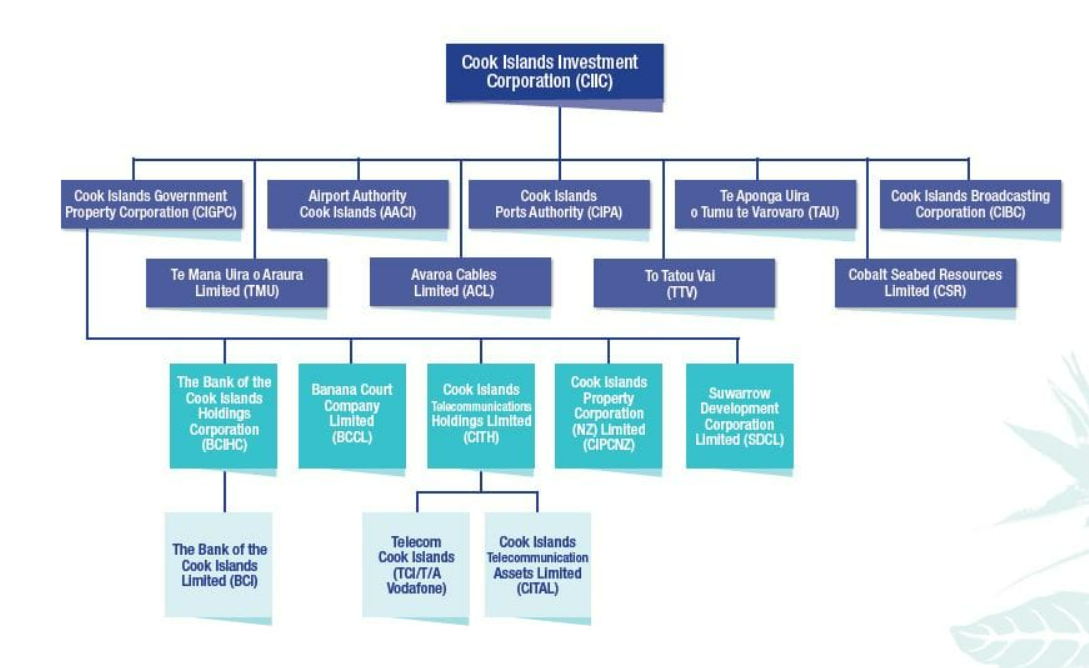 Cook Islands Investment
Corporation (CIIC)
Cook Islands Government
Property Corporation (CIGPC)
Airport Authority
Cook Islands (AACI)
Cook Islands
Ports Authority (CIPA)
Te Aponga Uira
o Tumu te Varovaro (TAU)
Cook Islands Broadcasting
Corporation (CIBC)
Te Mana Uira o Araura
Limited (TMU)
Avaroa Cables
Limited (ACL)
To Tatou Vai
(TTV)
Cobalt Seabed Resources
Limited (CSR)
The Bank of the
Cook Islands
Holdings
Corporation
(BCIHC)
Banana Court
Company
Limited
(BCCL)
Cook Islands
Telecommunications
Holdings Limited
(CITH)
Cook Islands
Property
Corporation
(NZ) Limited
(CIPCNZ)
Suwarrow
Development
Corporation
Limited (SDCL)
The Bank of the
Cook Islands
Limited (BCI)
Telecom
Cook Islands
(TCI/T/A
Vodafone)
Cook Islands
Telecommunication
Assets Limited
(CITAL)